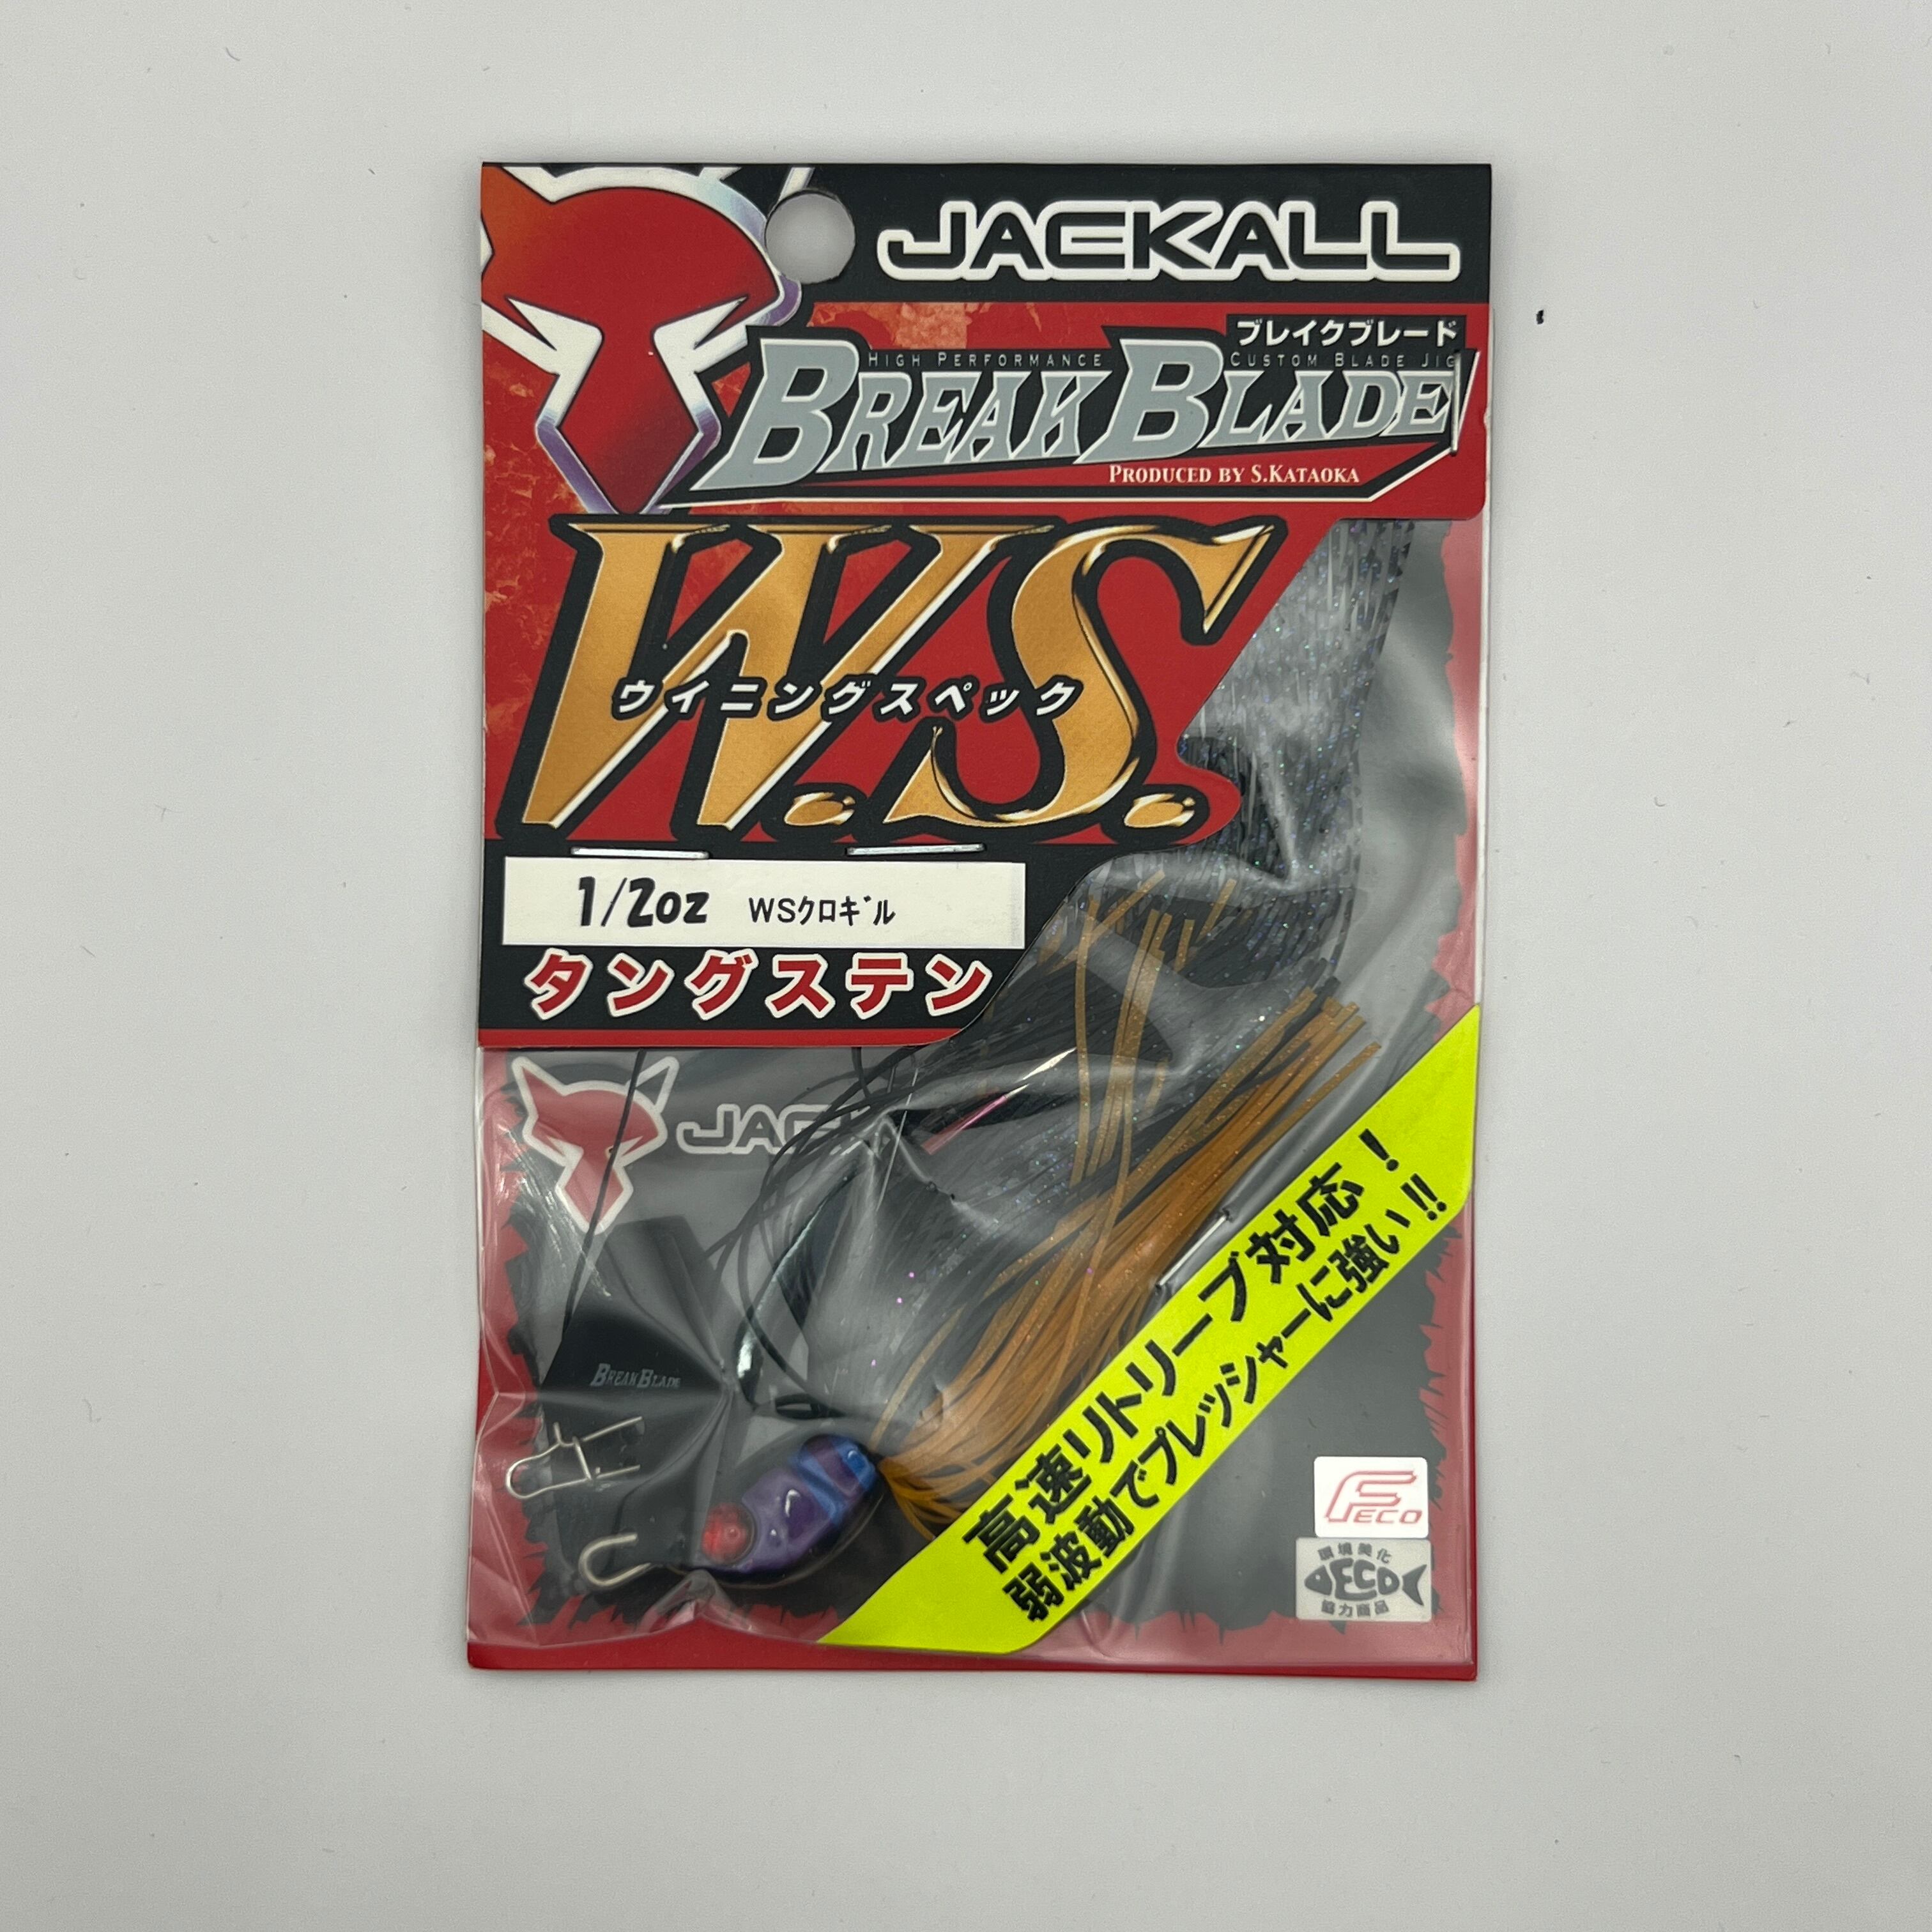 JACKALL
ブレイクブレード
HIGH PERFORMANCE CUSTOM BLADE JIG
BREAK BLADE
PRODUCED BY S.KATAOKA
W.S.
ウイニングスペック
1/2oz WSクロギル
タングステン
BREAK BLADE
高速リトリーブ対応!
弱波動でプレッシャーに強い!!
FECO
環境美化
ECO
協力商品